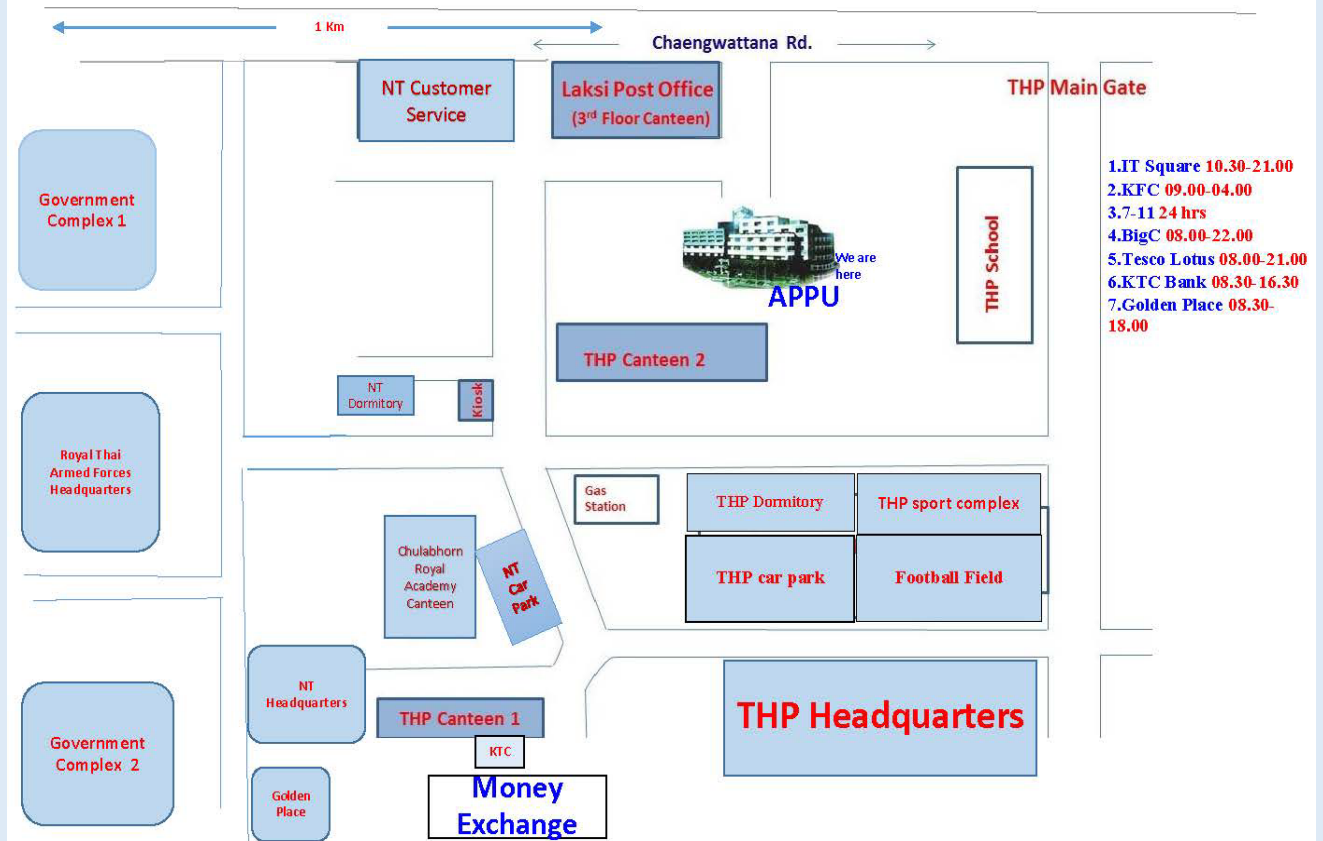 1 Km
Chaengwattana Rd.
NT Customer
Service
Laksi Post Office
(3rd Floor Canteen)
THP Main Gate
Government
Complex 1
1.IT Square 10.30-21.00
2.KFC 09.00-04.00
3.7-11 24 hrs
4.BigC 08.00-22.00
5.Tesco Lotus 08.00-21.00
6.KTC Bank 08.30-16.30
7.Golden Place 08.30-
18.00
THP School
We are
here
APPU
THP Canteen 2
NT
Dormitory
Kiosk
Royal Thai
Armed Forces
Headquarters
Gas
Station
THP Dormitory
THP sport complex
Chulabhorn
Royal
Academy
Canteen
NT
Car
Park
THP car park
Football Field
NT
Headquarters
THP Canteen 1
THP Headquarters
Government
Complex 2
KTC
Golden
Place
Money
Exchange